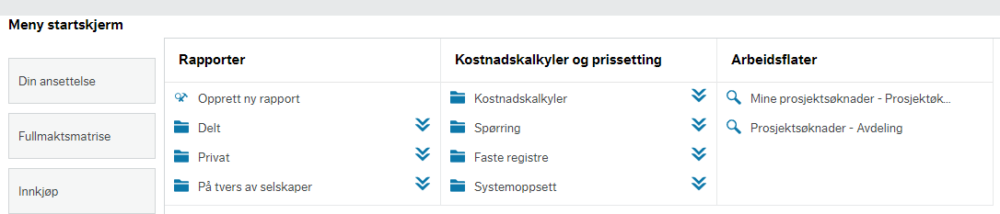 Meny startskjerm
Din ansettelse
Fullmaktsmatrise
Innkjøp
Rapporter
Opprett ny rapport
Delt
Privat
På tvers av selskaper
Kostnadskalkyler og prissetting
Kostnadskalkyler
Spørring
Faste registre
Systemoppsett
Arbeidsflater
Mine prosjektsøknader - Prosjektøk...
Prosjektsøknader - Avdeling